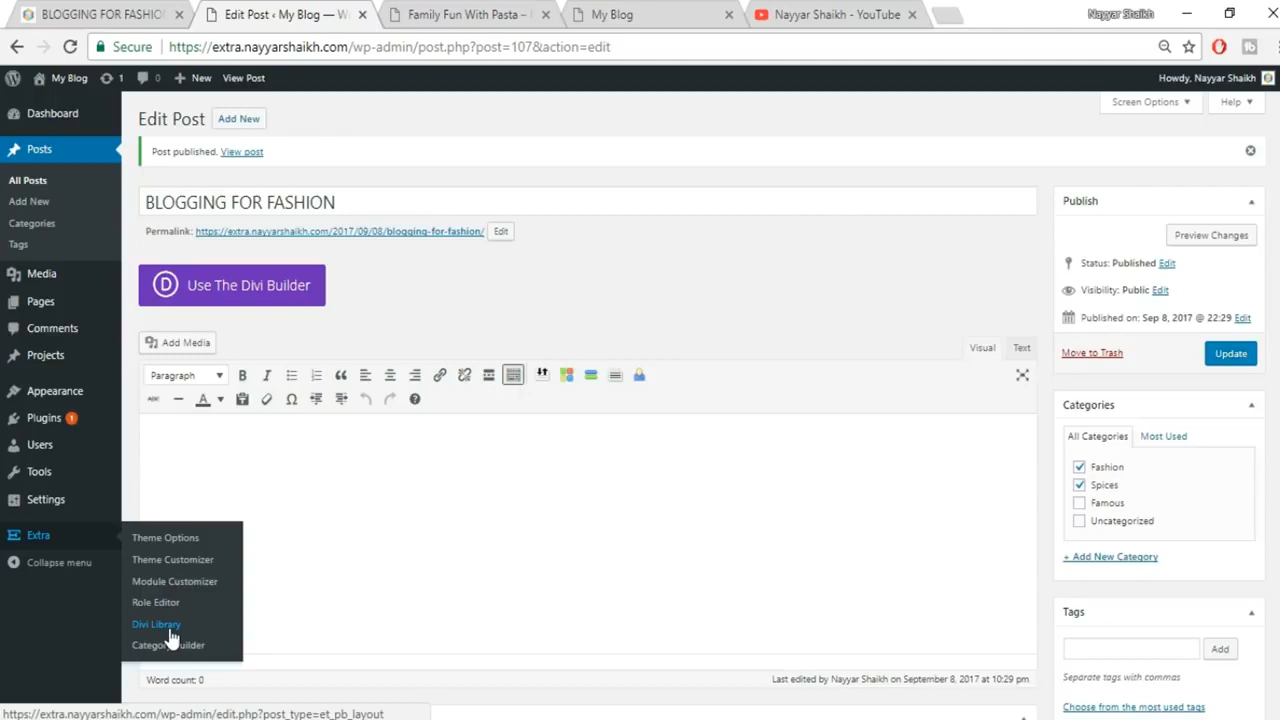 BLOGGING FOR FASHIO
Edit Post ‹ My Blog — W
Family Fun With Pasta –
My Blog
Nayyar Shaikh - YouTube
Nayyar Shaikh
Secure
https://extra.nayyarshaikh.com/wp-admin/post.php?post=107&action=edit
My Blog
1
0
New
View Post
Howdy, Nayyar Shaikh
Dashboard
Posts
All Posts
Add New
Categories
Tags
Media
Pages
Comments
Projects
Appearance
Plugins 1
Users
Tools
Settings
Extra
Collapse menu
Theme Options
Theme Customizer
Module Customizer
Role Editor
Divi Library
Screen Options ▼
Help ▼
Edit Post
Add New
Post published. View post
BLOGGING FOR FASHION
Permalink: https://extra.nayyarshaikh.com/2017/09/08/blogging-for-fashion/ Edit
D Use The Divi Builder
Add Media
Visual
Text
Paragraph
Word count: 0
Last edited by Nayyar Shaikh on September 8, 2017 at 10:29 pm
Publish
Preview Changes
Status: Published Edit
Visibility: Public Edit
Published on: Sep 8, 2017 @ 22:29 Edit
Move to Trash
Update
Categories
All Categories
Most Used
Fashion
Spices
Famous
Uncategorized
+ Add New Category
Tags
Add
Separate tags with commas
Choose from the most used tags
https://extra.nayyarshaikh.com/wp-admin/edit.php?post_type=et_pb_layout